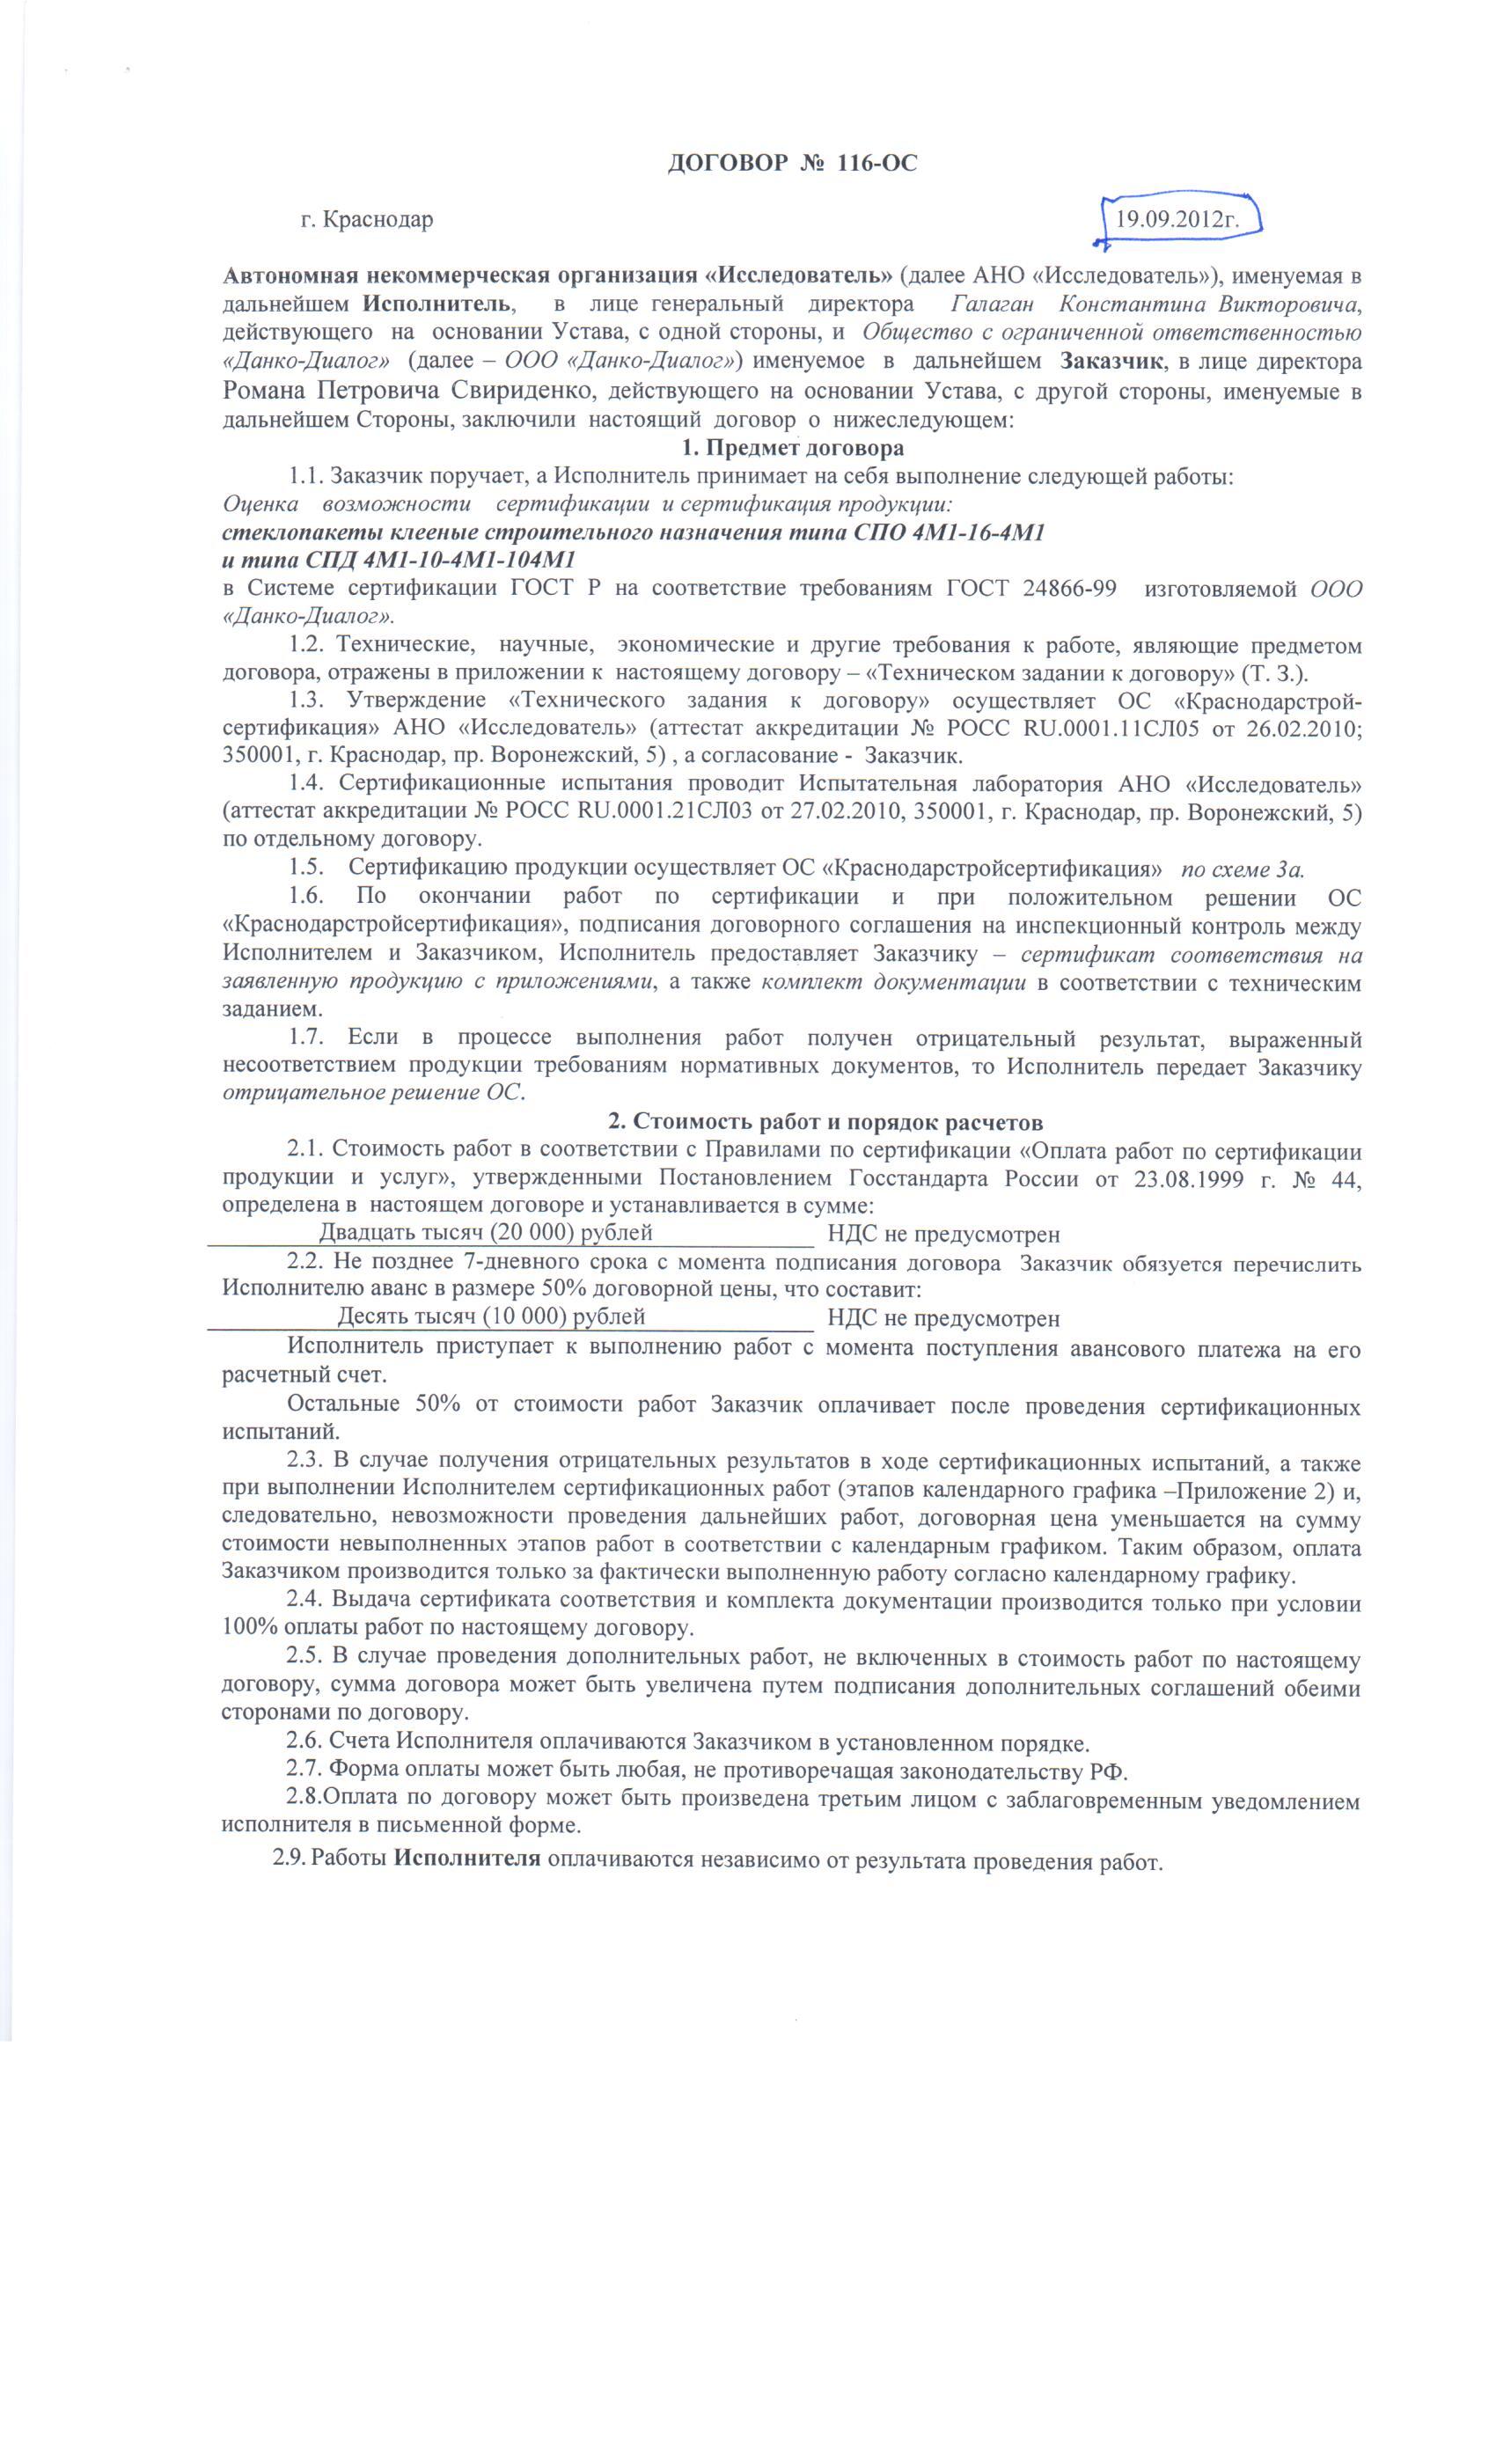 ДОГОВОР № 116-ОС
г. Краснодар 19.09.2012г.
Автономная некоммерческая организация «Исследователь» (далее АНО «Исследователь»), именуемая в
дальнейшем Исполнитель, в лице генеральный директора Галаган Константина Викторовича,
действующего на основании Устава, с одной стороны, и Общество с ограниченной ответственностью
«Данко-Диалог» (далее – ООО «Данко-Диалог») именуемое в дальнейшем Заказчик, в лице директора
Романа Петровича Свириденко, действующего на основании Устава, с другой стороны, именуемые в
дальнейшем Стороны, заключили настоящий договор о нижеследующем:
1. Предмет договора
1.1. Заказчик поручает, а Исполнитель принимает на себя выполнение следующей работы:
Оценка возможности сертификации и сертификация продукции:
стеклопакеты клееные строительного назначения типа СПО 4М1-16-4М1
и типа СПД 4М1-10-4М1-104М1
в Системе сертификации ГОСТ Р на соответствие требованиям ГОСТ 24866-99 изготовляемой ООО
«Данко-Диалог».
1.2. Технические, научные, экономические и другие требования к работе, являющие предметом
договора, отражены в приложении к настоящему договору – «Техническом задании к договору» (Т. З.).
1.3. Утверждение «Технического задания к договору» осуществляет ОС «Краснодарстрой-
сертификация» АНО «Исследователь» (аттестат аккредитации № РОСС RU.0001.11СЛ05 от 26.02.2010;
350001, г. Краснодар, пр. Воронежский, 5) , а согласование - Заказчик.
1.4. Сертификационные испытания проводит Испытательная лаборатория АНО «Исследователь»
(аттестат аккредитации № РОСС RU.0001.21СЛ03 от 27.02.2010, 350001, г. Краснодар, пр. Воронежский, 5)
по отдельному договору.
1.5. Сертификацию продукции осуществляет ОС «Краснодарстройсертификация» по схеме 3а.
1.6. По окончании работ по сертификации и при положительном решении ОС
«Краснодарстройсертификация», подписания договорного соглашения на инспекционный контроль между
Исполнителем и Заказчиком, Исполнитель предоставляет Заказчику – сертификат соответствия на
заявленную продукцию с приложениями, а также комплект документации в соответствии с техническим
заданием.
1.7. Если в процессе выполнения работ получен отрицательный результат, выраженный
несоответствием продукции требованиям нормативных документов, то Исполнитель передает Заказчику
отрицательное решение ОС.
2. Стоимость работ и порядок расчетов
2.1. Стоимость работ в соответствии с Правилами по сертификации «Оплата работ по сертификации
продукции и услуг», утвержденными Постановлением Госстандарта России от 23.08.1999 г. № 44,
определена в настоящем договоре и устанавливается в сумме:
Двадцать тысяч (20 000) рублей НДС не предусмотрен
2.2. Не позднее 7-дневного срока с момента подписания договора Заказчик обязуется перечислить
Исполнителю аванс в размере 50% договорной цены, что составит:
Десять тысяч (10 000) рублей НДС не предусмотрен
Исполнитель приступает к выполнению работ с момента поступления авансового платежа на его
расчетный счет.
Остальные 50% от стоимости работ Заказчик оплачивает после проведения сертификационных
испытаний.
2.3. В случае получения отрицательных результатов в ходе сертификационных испытаний, а также
при выполнении Исполнителем сертификационных работ (этапов календарного графика –Приложение 2) и,
следовательно, невозможности проведения дальнейших работ, договорная цена уменьшается на сумму
стоимости невыполненных этапов работ в соответствии с календарным графиком. Таким образом, оплата
Заказчиком производится только за фактически выполненную работу согласно календарному графику.
2.4. Выдача сертификата соответствия и комплекта документации производится только при условии
100% оплаты работ по настоящему договору.
2.5. В случае проведения дополнительных работ, не включенных в стоимость работ по настоящему
договору, сумма договора может быть увеличена путем подписания дополнительных соглашений обеими
сторонами по договору.
2.6. Счета Исполнителя оплачиваются Заказчиком в установленном порядке.
2.7. Форма оплаты может быть любая, не противоречащая законодательству РФ.
2.8.Оплата по договору может быть произведена третьим лицом с заблаговременным уведомлением
исполнителя в письменной форме.
2.9. Работы Исполнителя оплачиваются независимо от результата проведения работ.